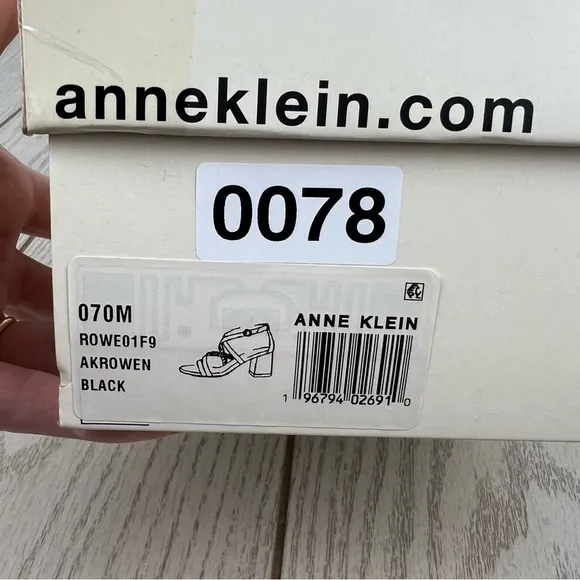 anneklein.com
0078
070M
ROWE01F9
AKROWEN
BLACK
ANNE KLEIN
1 96794 02691 0